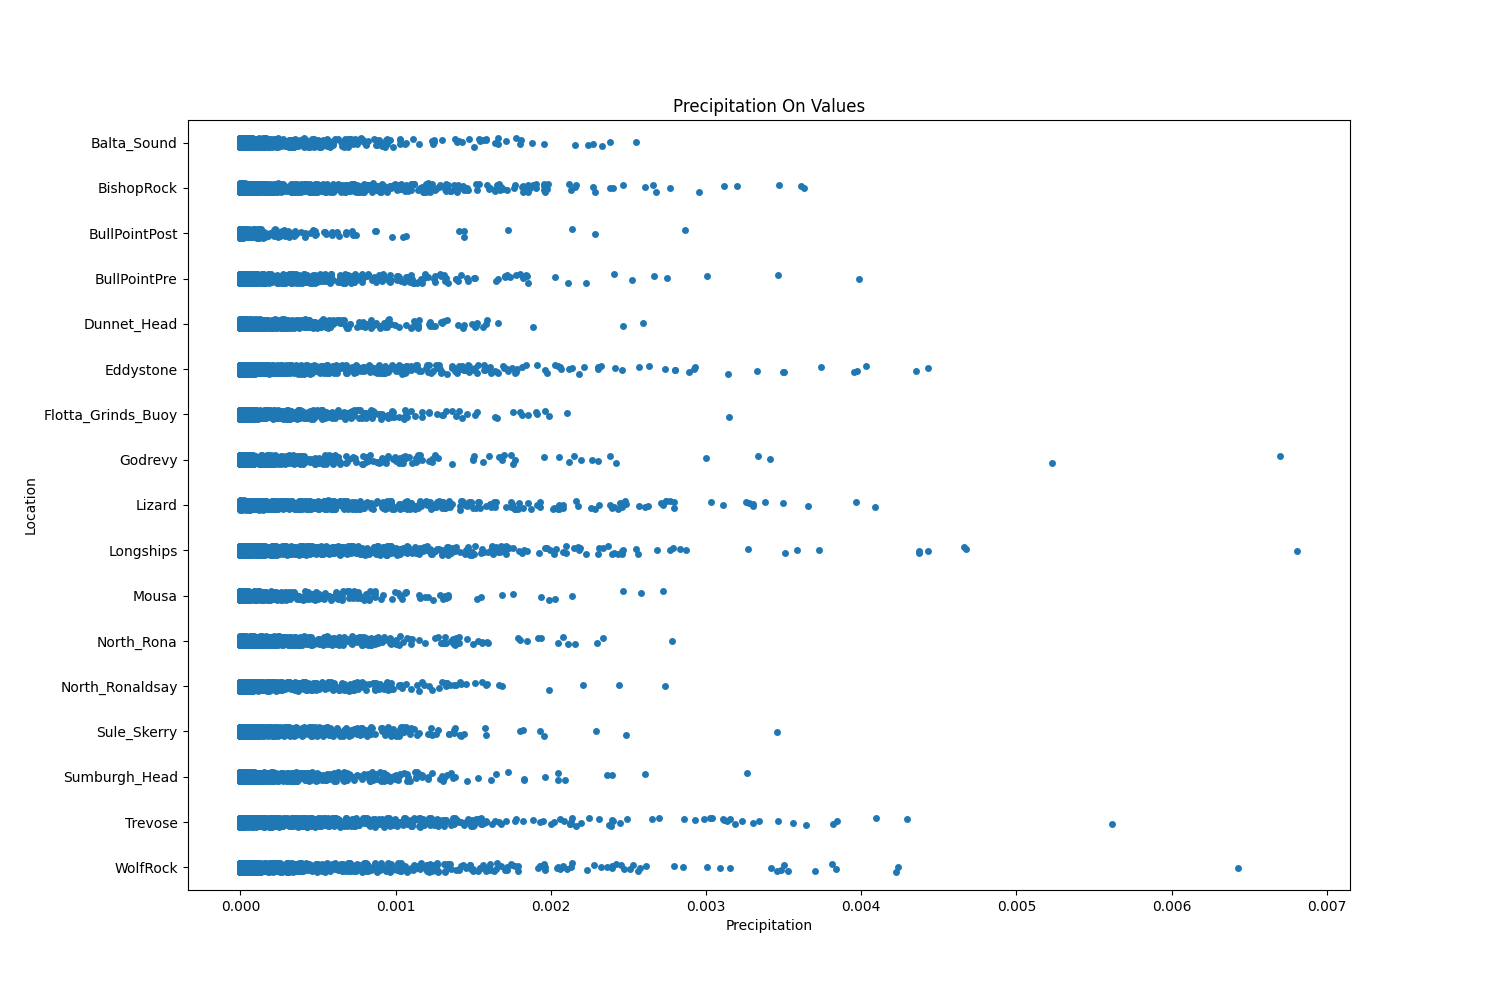 Precipitation On Values
Balta_Sound
BishopRock
BullPointPost
BullPointPre
Dunnet_Head
Eddystone
Flotta_Grinds_Buoy
Godrevy
Lizard
Longships
Mousa
North_Rona
North_Ronaldsay
Sule_Skerry
Sumburgh_Head
Trevose
WolfRock
Location
0.000 0.001 0.002 0.003 0.004 0.005 0.006 0.007
Precipitation